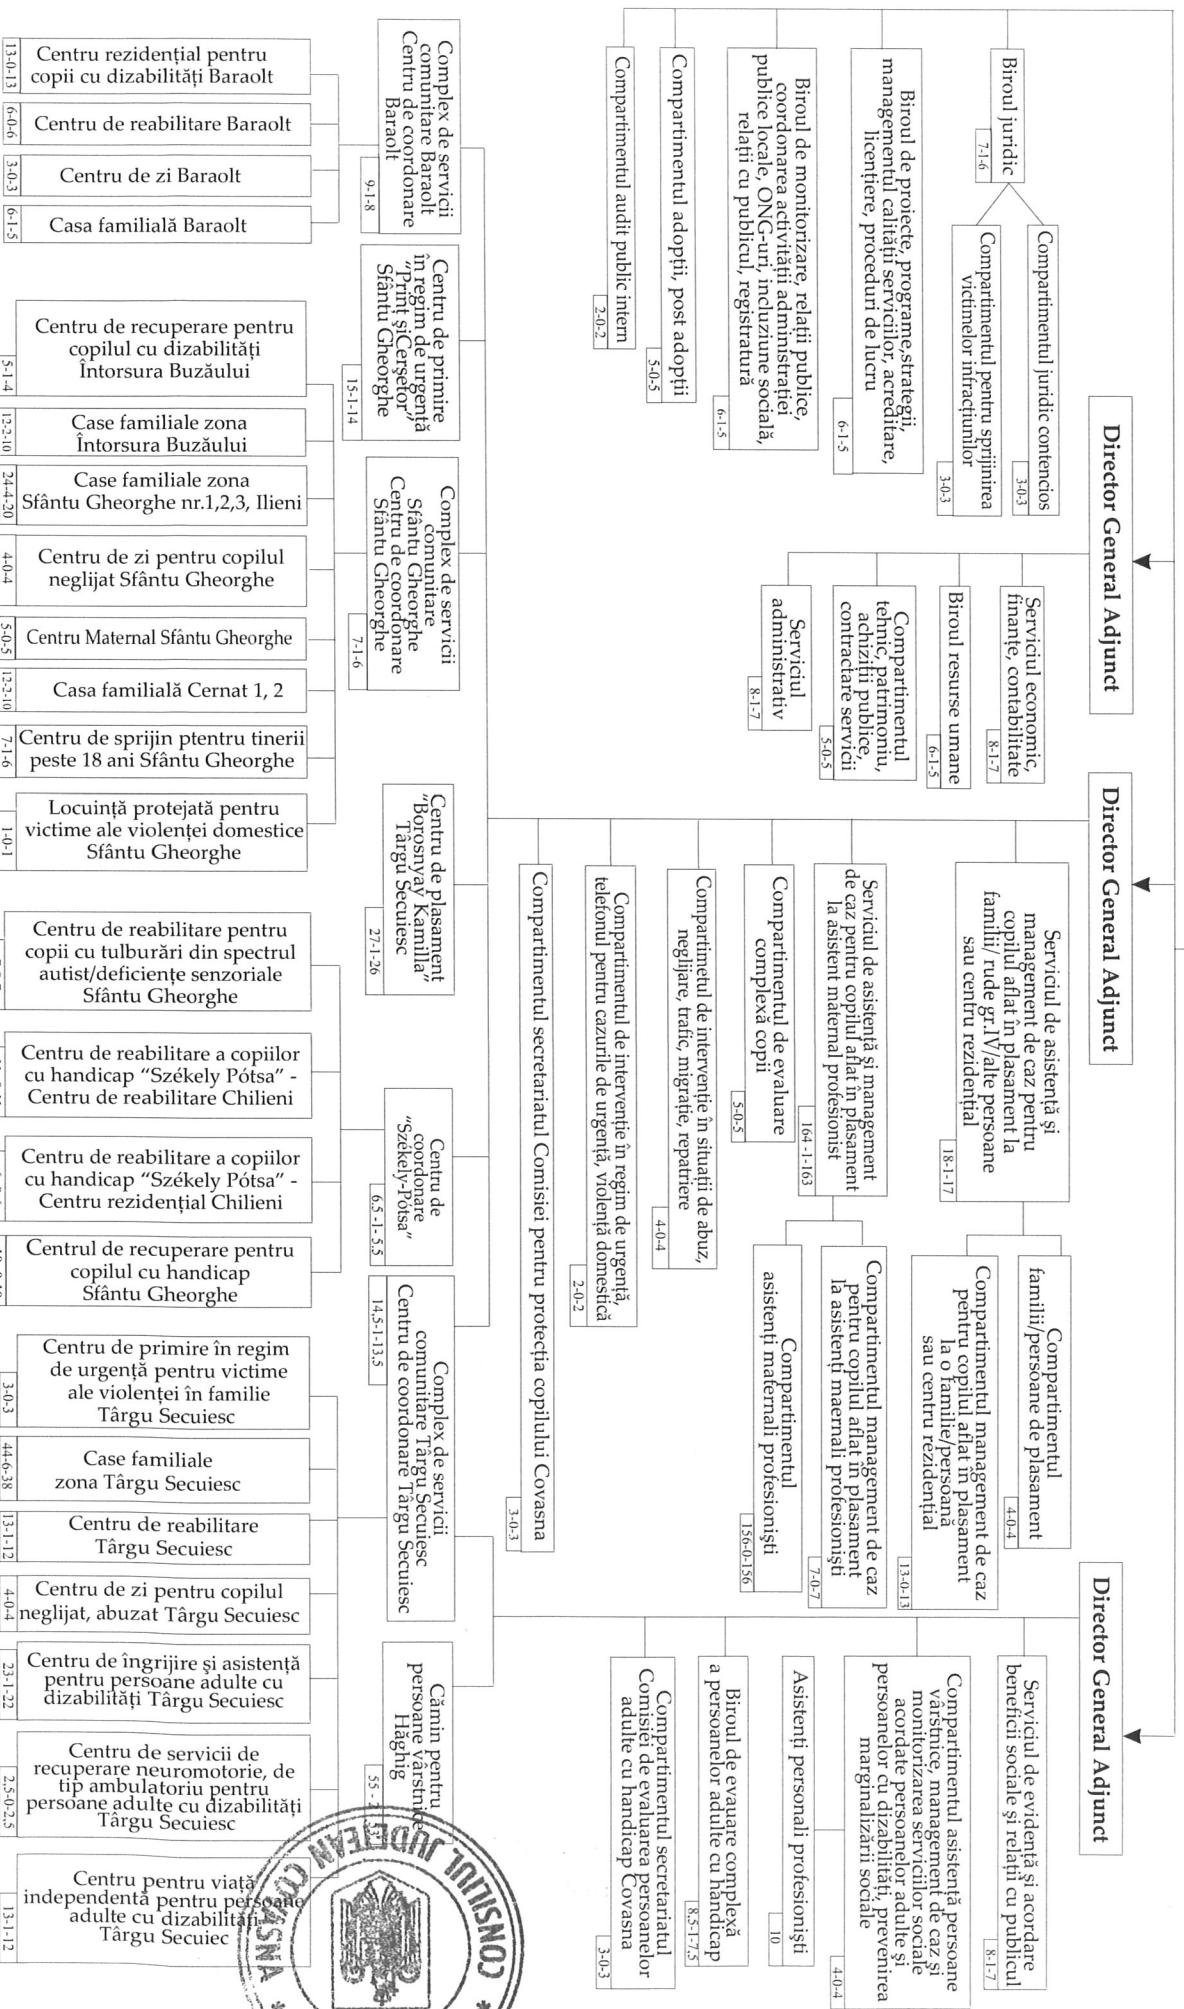 Director General Adjunct
Serviciul economic,
finanțe, contabilitate
8-1-7
Biroul resurse umane
6-1-5
Compartimentul
tehnic, patrimoniu,
achiziții publice,
contractare servicii
5-0-5
Serviciul
administrativ
8-1-7
Biroul juridic
7-1-6
Compartimentul juridic contencios
3-0-3
Compartimentul pentru sprijinirea
victimelor infracțiunilor
3-0-3
Biroul de proiecte, programe,strategii,
managementul calității serviciilor, acreditare,
licențiere, proceduri de lucru
6-1-5
Biroul de monitorizare, relații publice,
coordonarea activității administrației
publice locale, ONG-uri, incluziune socială,
relații cu publicul, registratură
6-1-5
Compartimentul adopții, post adopții
5-0-5
Compartimentul audit public intern
2-0-2
Director General Adjunct
Serviciul de asistență și
management de caz pentru
copilul aflat în plasament la
familii/ rude gr.IV/alte persoane
sau centru rezidențial
18-1-17
Compartimentul
familii/persoane de plasament
4-0-4
Compartimentul management de caz
pentru copilul aflat în plasament
la o familie/persoană
sau centru rezidențial
13-0-13
Serviciul de asistență și management
de caz pentru copilul aflat în plasament
la asistent maternal profesionist
164 -1-163
Compartimentul management de caz
pentru copilul aflat în plasament
la asistenți maernali profesioniști
7-0-7
Compartimentul
asistenți mafernali profesioniști
156-0-156
Compartimentul de evaluare
complexă copii
5-0-5
Compartimetul de intervenție în situații de abuz,
neglijare, trafic, migrație, repatriere
4-0-4
Compartimentul de intervenție în regim de urgență,
telefonul pentru cazurile de urgență, violență domestică
2-0-2
Compartimentul secretariatul Comisiei pentru protecția copilului Covasna
3-0-3
Director General Adjunct
Serviciul de evidență și acordare
beneficii sociale și relații cu publicul
8-1-7
Compartimentul asistență persoane
vârstnice, management de caz și
monitorizarea serviciilor sociale
acordate persoanelor adulte și
persoanelor cu dizabilități, prevenirea
marginalizării sociale
4-0-4
Asistenți personali profesioniști
10
Biroul de evauare complexă
a persoanelor adulte cu handicap
8,5-1-7,5
Compartimentul secretariatul
Comisiei de evaluarea persoanelor
adulte cu handicap Covasna
3-0-3
Complex de servicii
comunitare Baraolt
Centru de coordonare
Baraolt
9-1-8
Centru de primire
în regim de urgență
"Prinț șiCerșetor"
Sfântu Gheorghe
15-1-14
Complex de servicii
comunitare
Sfântu Gheorghe
Centru de coordonare
Sfântu Gheorghe
7-1-6
Centru de plasament
"Borosnyay Kamilla"
Târgu Secuiesc
27-1-26
Centru de
coordonare
"Székely-Pótsa"
6,5 -1- 5,5
Complex de servicii
comunitare Târgu Secuiesc
Centru de coordonare Târgu Secuiesc
14,5-1-13,5
Cămin pentru
persoane vârstnice
Hăghig
Centru rezidențial pentru
copii cu dizabilități Baraolt
13-0-13
Centru de reabilitare Baraolt
6-0-6
Centru de zi Baraolt
3-0-3
Casa familială Baraolt
6-1-5
Centru de recuperare pentru
copilul cu dizabilități
Întorsura Buzăului
5-1-4
Case familiale zona
Întorsura Buzăului
12-2-10
Case familiale zona
Sfântu Gheorghe nr.1,2,3, Ilieni
24-4-20
Centru de zi pentru copilul
neglijat Sfântu Gheorghe
4-0-4
Centru Maternal Sfântu Gheorghe
5-0-5
Casa familială Cernat 1, 2
12-2-10
Centru de sprijin ptentru tinerii
peste 18 ani Sfântu Gheorghe
7-1-6
Locuință protejată pentru
victime ale violenței domestice
Sfântu Gheorghe
1-0-1
Centru de reabilitare pentru
copii cu tulburări din spectrul
autist/deficiențe senzoriale
Sfântu Gheorghe
Centru de reabilitare a copiilor
cu handicap "Székely Pótsa" -
Centru de reabilitare Chilieni
Centru de reabilitare a copiilor
cu handicap "Székely Pótsa" -
Centru rezidențial Chilieni
Centrul de recuperare pentru
copilul cu handicap
Sfântu Gheorghe
Centru de primire în regim
de urgență pentru victime
ale violenței în familie
Târgu Secuiesc
3-0-3
Case familiale
zona Târgu Secuiesc
44-6-38
Centru de reabilitare
Târgu Secuiesc
13-1-12
Centru de zi pentru copilul
neglijat, abuzat Târgu Secuiesc
4-0-4
Centru de îngrijire și asistență
pentru persoane adulte cu
dizabilități Târgu Secuiesc
23-1-22
Centru de servicii de
recuperare neuromotorie, de
tip ambulatoriu pentru
persoane adulte cu dizabilități
Târgu Secuiesc
2,5-0-2,5
Centru pentru viață
independentă pentru persoane
adulte cu dizabilități
Târgu Secuiec
13-1-12
CONSILIUL JUDEȚEAN COVASNA